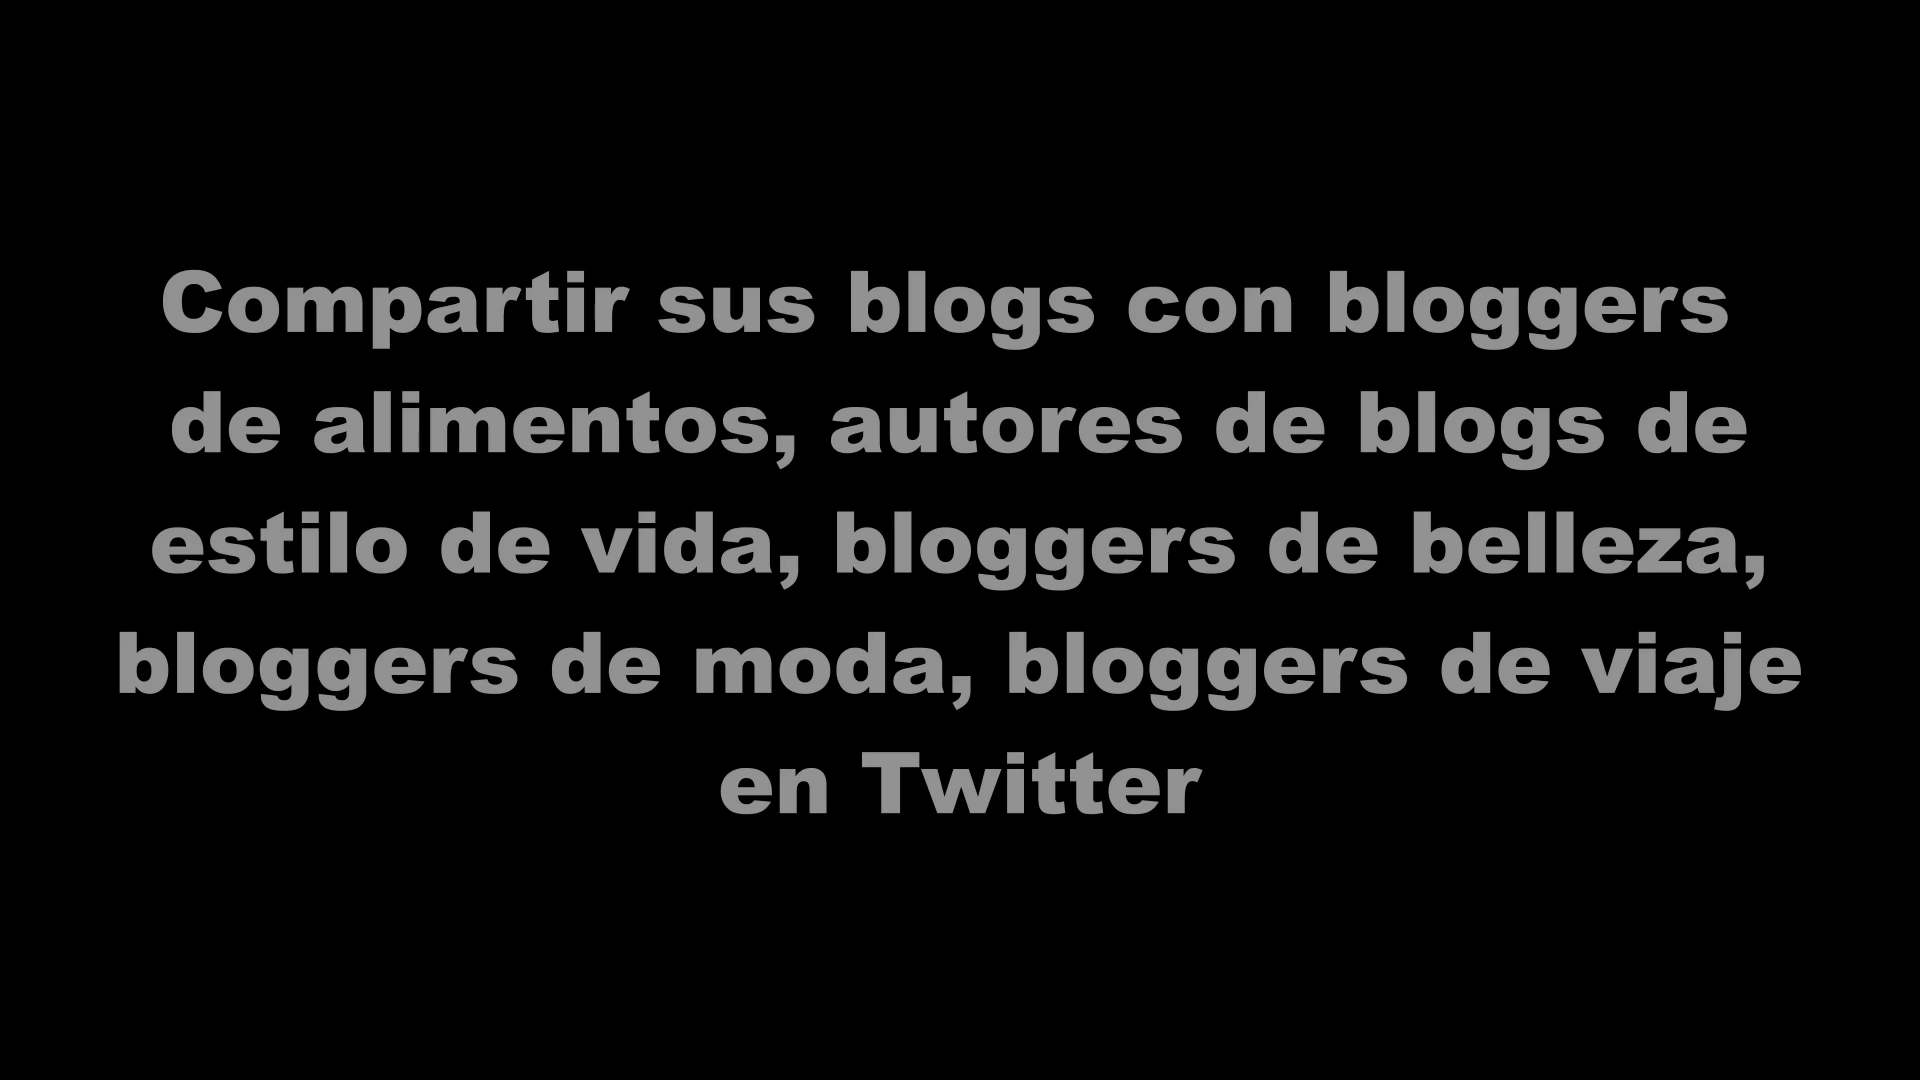 Compartir sus blogs con bloggers
de alimentos, autores de blogs de
estilo de vida, bloggers de belleza,
bloggers de moda, bloggers de viaje
en Twitter